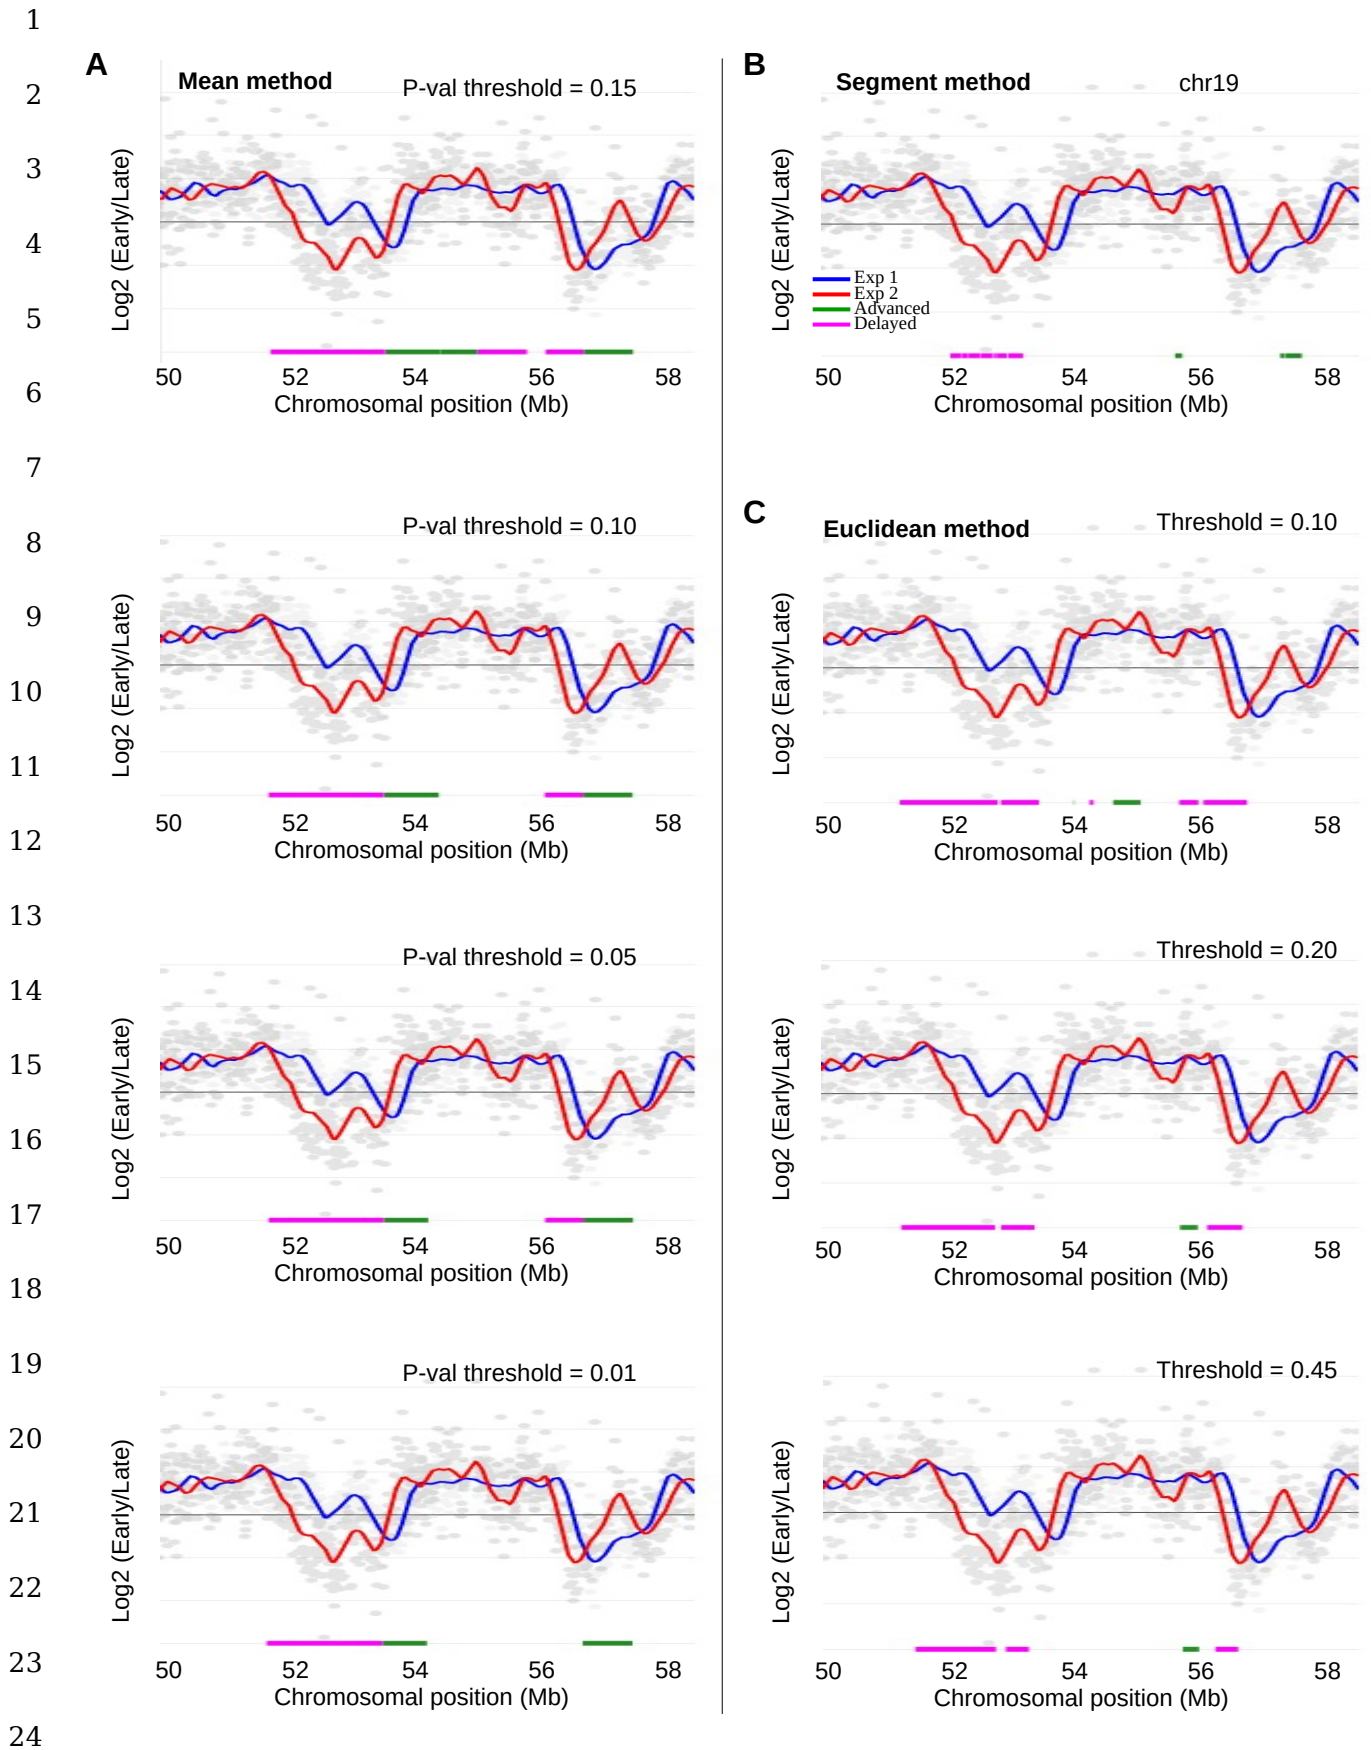 1
A
B
Mean method
P-val threshold = 0.15
Segment method
chr19
2
3
4
5
6
Log2 (Early/Late)
50 52 54 56 58
Chromosomal position (Mb)
Log2 (Early/Late)
Exp 1
Exp 2
Advanced
Delayed
50 52 54 56 58
Chromosomal position (Mb)
7
8
P-val threshold = 0.10
C
Euclidean method
Threshold = 0.10
9
10
11
12
Log2 (Early/Late)
50 52 54 56 58
Chromosomal position (Mb)
Log2 (Early/Late)
50 52 54 56 58
Chromosomal position (Mb)
13
P-val threshold = 0.05
Threshold = 0.20
14
15
16
17
Log2 (Early/Late)
50 52 54 56 58
Chromosomal position (Mb)
Log2 (Early/Late)
50 52 54 56 58
Chromosomal position (Mb)
18
19
P-val threshold = 0.01
Threshold = 0.45
20
21
22
23
Log2 (Early/Late)
50 52 54 56 58
Chromosomal position (Mb)
Log2 (Early/Late)
50 52 54 56 58
Chromosomal position (Mb)
24